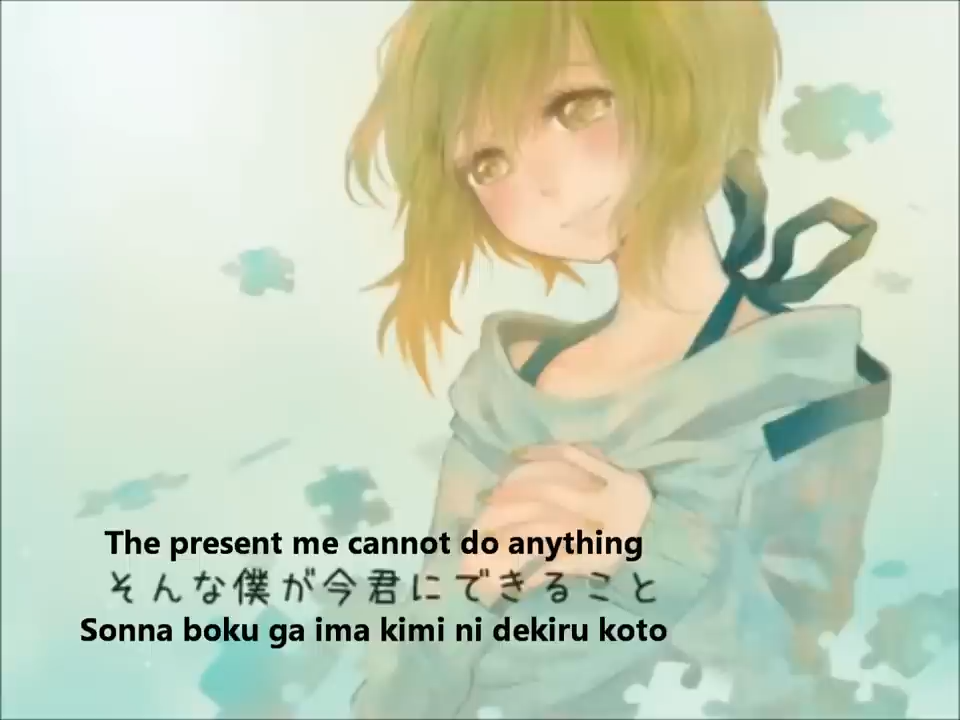 The present me cannot do anything
そんな僕が今君にできること
Sonna boku ga ima kimi ni dekiru koto